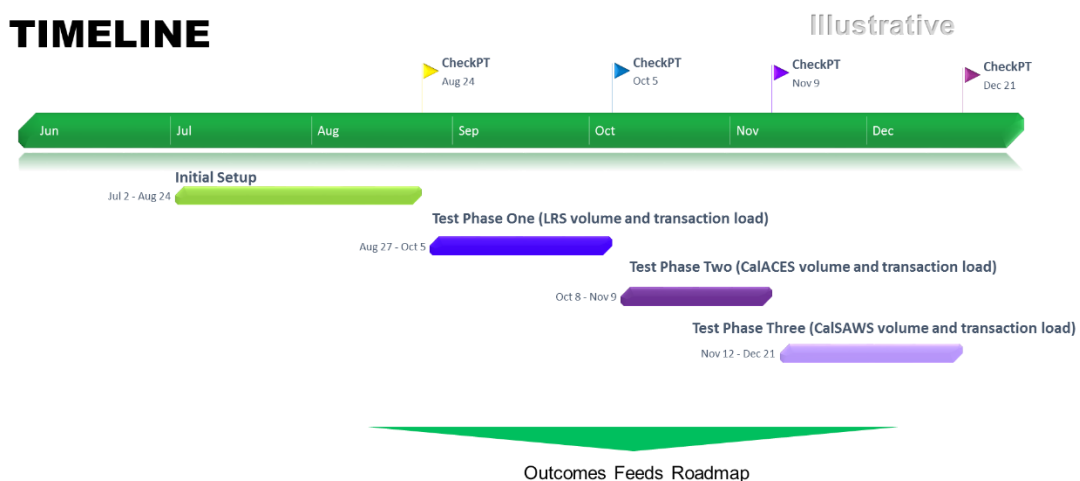 TIMELINE
Illustrative
CheckPT
Aug 24
CheckPT
Oct 5
CheckPT
Nov 9
CheckPT
Dec 21
Jun
Jul
Aug
Sep
Oct
Nov
Dec
Initial Setup
Jul 2 - Aug 24
Test Phase One (LRS volume and transaction load)
Aug 27 - Oct 5
Test Phase Two (CalACES volume and transaction load)
Oct 8 - Nov 9
Test Phase Three (CalSAWS volume and transaction load)
Nov 12 - Dec 21
Outcomes Feeds Roadmap